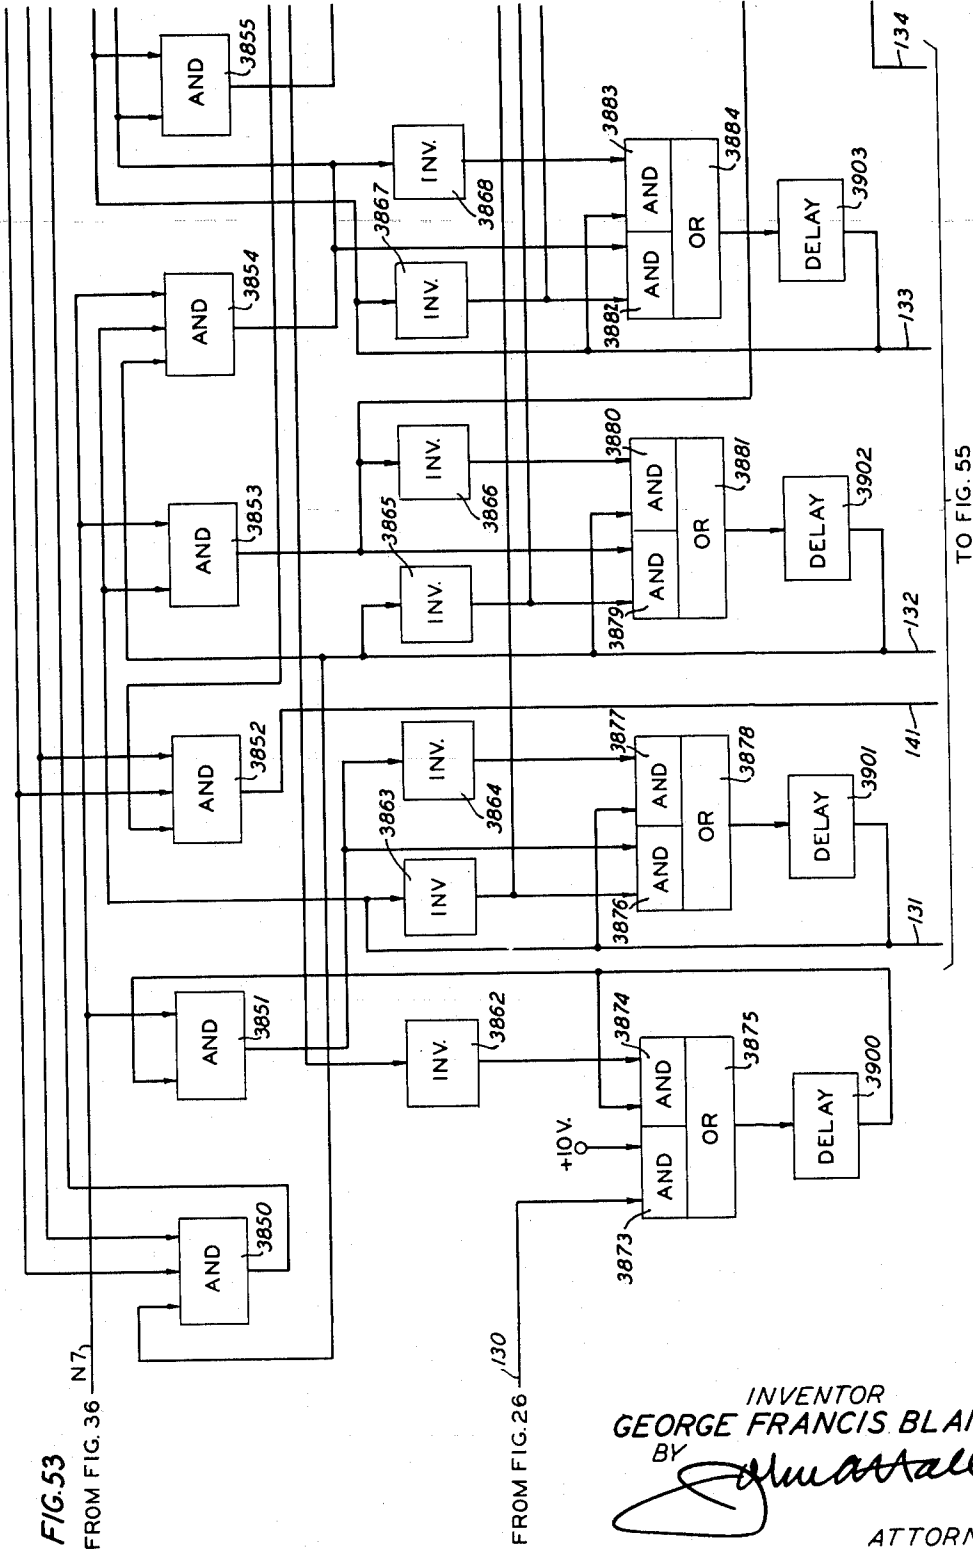 FIG. 53
FROM FIG. 36
N7
AND
3850
AND
3851
AND
3852
AND
3853
AND
3854
AND
3855
INV.
3862
INV
3863
INV.
3864
INV.
3865
INV.
3866
INV.
3867
INV.
3868
FROM FIG. 26
130
+10V.
3873
AND
AND
3874
OR
3875
DELAY
3900
3876
AND
AND
3877
OR
3878
DELAY
3901
131
141
3879
AND
AND
3880
OR
3881
DELAY
3902
132
3882
AND
AND
3883
OR
3884
DELAY
3903
133
134
TO FIG. 55
INVENTOR
GEORGE FRANCIS
BY